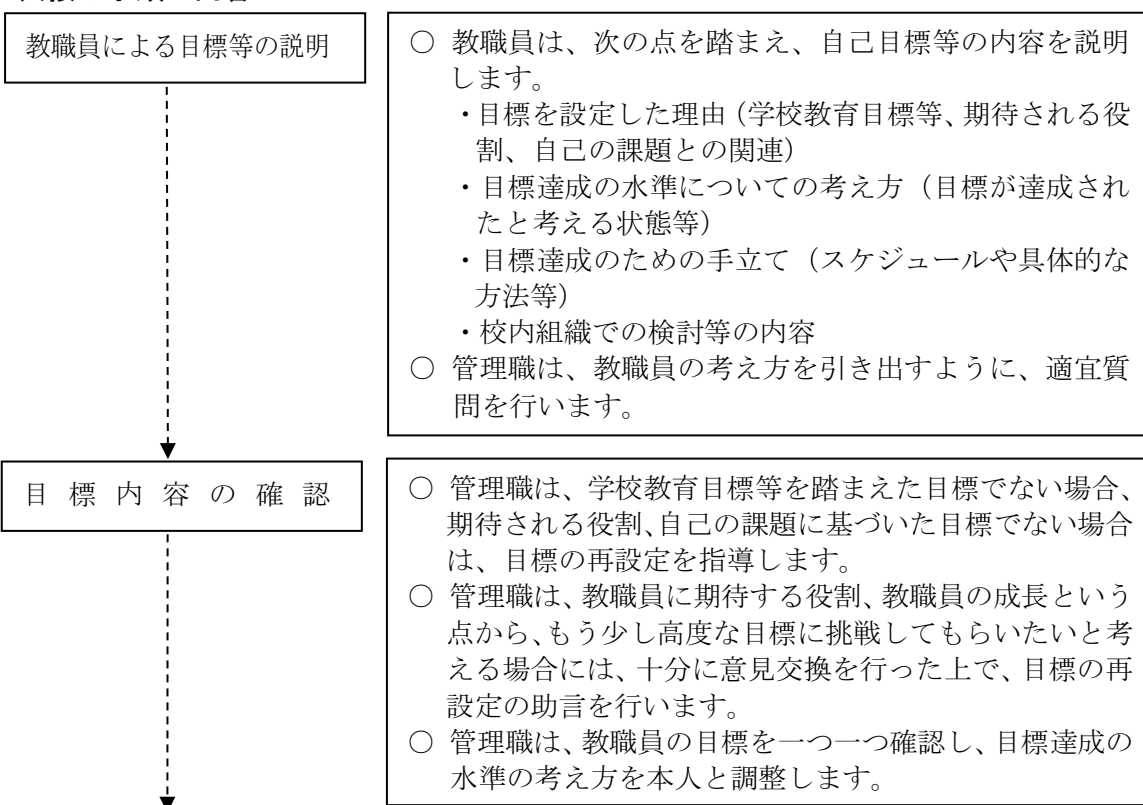 教職員による目標等の説明
○ 教職員は、次の点を踏まえ、自己目標等の内容を説明
します。
・目標を設定した理由（学校教育目標等、期待される役
割、自己の課題との関連）
・目標達成の水準についての考え方（目標が達成され
たと考える状態等）
・目標達成のための手立て（スケジュールや具体的な
方法等）
・校内組織での検討等の内容
○ 管理職は、教職員の考え方を引き出すように、適宜質
問を行います。
目標内容の確認
○ 管理職は、学校教育目標等を踏まえた目標でない場合、
期待される役割、自己の課題に基づいた目標でない場合
は、目標の再設定を指導します。
○ 管理職は、教職員に期待する役割、教職員の成長という
点から、もう少し高度な目標に挑戦してもらいたいと考
える場合には、十分に意見交換を行った上で、目標の再
設定の助言を行います。
○ 管理職は、教職員の目標を一つ一つ確認し、目標達成の
水準の考え方を本人と調整します。